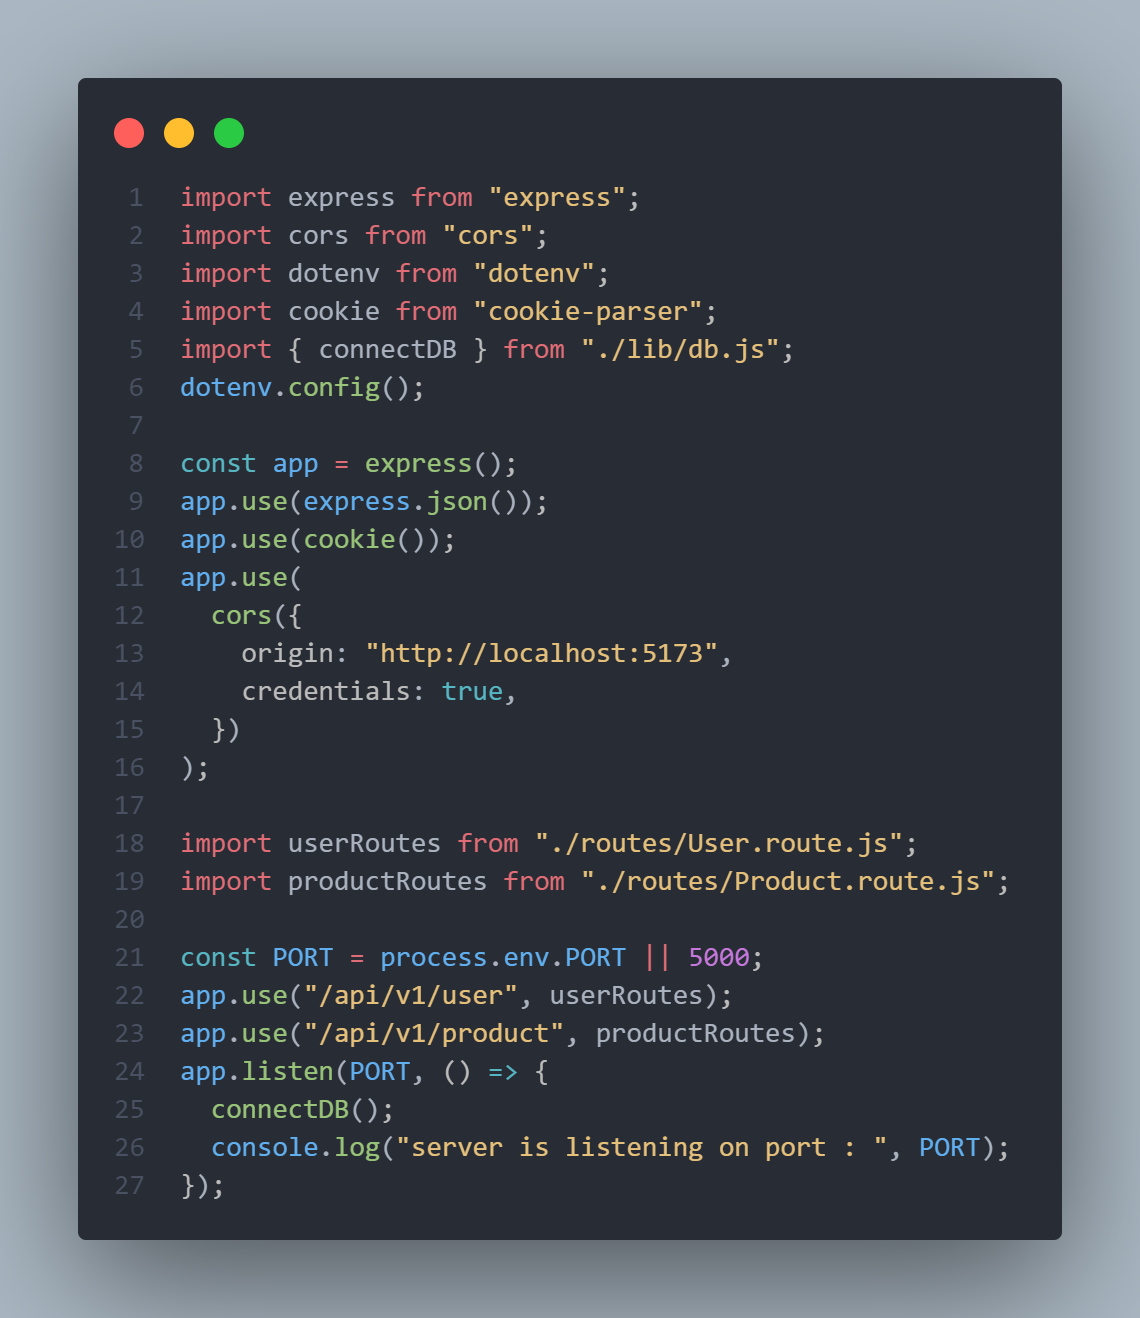 1 import express from "express";
2 import cors from "cors";
3 import dotenv from "dotenv";
4 import cookie from "cookie-parser";
5 import { connectDB } from "./lib/db.js";
6 dotenv.config();
7
8 const app = express();
9 app.use(express.json());
10 app.use(cookie());
11 app.use(
12   cors({
13     origin: "http://localhost:5173",
14     credentials: true,
15   })
16 );
17
18 import userRoutes from "./routes/User.route.js";
19 import productRoutes from "./routes/Product.route.js";
20
21 const PORT = process.env.PORT || 5000;
22 app.use("/api/v1/user", userRoutes);
23 app.use("/api/v1/product", productRoutes);
24 app.listen(PORT, () => {
25   connectDB();
26   console.log("server is listening on port : ", PORT);
27 });